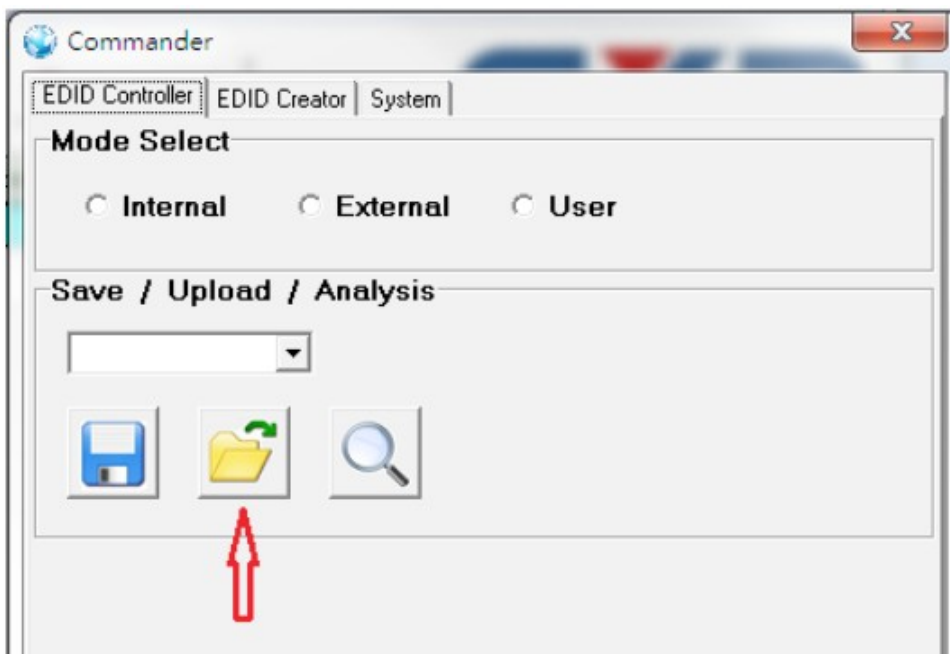 Commander
EDID Controller EDID Creator System
Mode Select
Internal External User
Save / Upload / Analysis